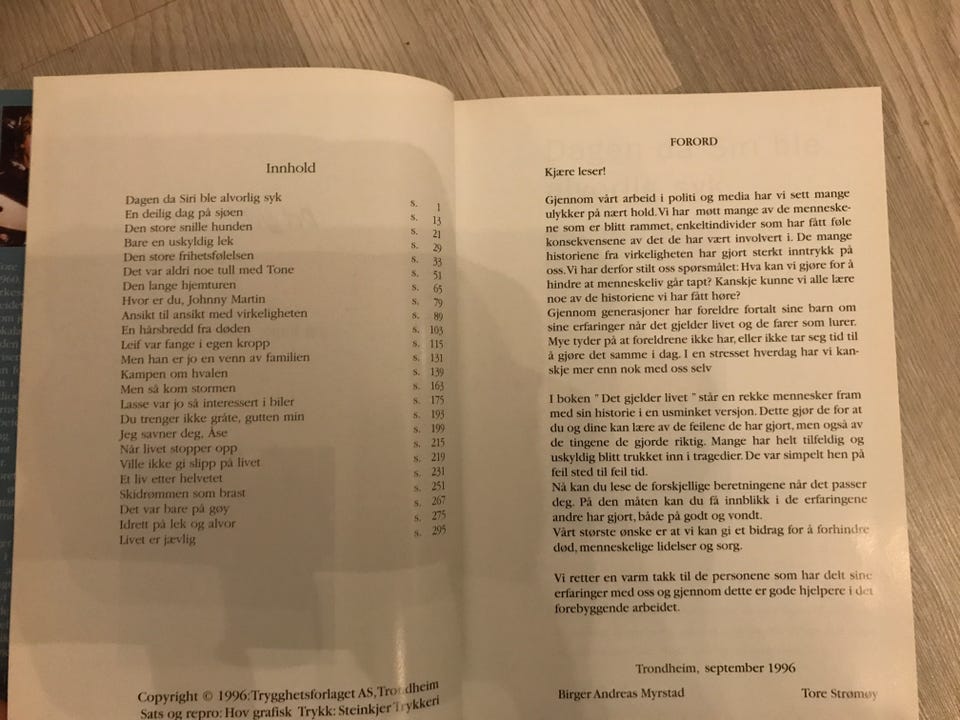 Innhold
Dagen da Siri ble alvorlig syk s. 1
En deilig dag på sjøen s. 13
Den store snille hunden s. 21
Bare en uskyldig lek s. 29
Den store frihetsfølelsen s. 33
Det var aldri noe tull med Tone s. 51
Den lange hjemturen s. 65
Hvor er du, Johnny Martin s. 79
Ansikt til ansikt med virkeligheten s. 89
En hårsbredd fra døden s. 103
Leif var fange i egen kropp s. 115
Men han er jo en venn av familien s. 131
Kampen om hvalen s. 139
Men så kom stormen s. 163
Lasse var jo så interessert i biler s. 175
Du trenger ikke gråte, gutten min s. 193
Jeg savner deg, Åse s. 199
Når livet stopper opp s. 215
Ville ikke gi slipp på livet s. 219
Et liv etter helvetet s. 231
Skidrømmen som brast s. 251
Det var bare på gøy s. 267
Idrett på lek og alvor s. 275
Livet er jævlig s. 295
Copyright © 1996: Trygghetsforlaget AS, Trondheim
Sats og repro: Hov grafisk Trykk: Steinkjer Trykkeri
FORORD
Kjære leser!
Gjennom vårt arbeid i politi og media har vi sett mange
ulykker på nært hold. Vi har møtt mange av de menneske-
ne som er blitt rammet, enkeltindivider som har fått føle
konsekvensene av det de har vært involvert i. De mange
historiene fra virkeligheten har gjort sterkt inntrykk på
oss. Vi har derfor stilt oss spørsmålet: Hva kan vi gjøre for å
hindre at menneskeliv går tapt? Kanskje kunne vi alle lære
noe av de historiene vi har fått høre?
Gjennom generasjoner har foreldre fortalt sine barn om
sine erfaringer når det gjelder livet og de farer som lurer.
Mye tyder på at foreldrene ikke har, eller ikke tar seg tid til
å gjøre det samme i dag. I en stresset hverdag har vi kan-
skje mer enn nok med oss selv
I boken " Det gjelder livet " står en rekke mennesker fram
med sin historie i en usminket versjon. Dette gjør de for at
du og dine kan lære av de feilene de har gjort, men også av
de tingene de gjorde riktig. Mange har helt tilfeldig og
uskyldig blitt trukket inn i tragedier. De var simpelt hen på
feil sted til feil tid.
Nå kan du lese de forskjellige beretningene når det passer
deg. På den måten kan du få innblikk i de erfaringene
andre har gjort, både på godt og vondt.
Vårt største ønske er at vi kan gi et bidrag for å forhindre
død, menneskelige lidelser og sorg.
Vi retter en varm takk til de personene som har delt sine
erfaringer med oss og gjennom dette er gode hjelpere i det
forebyggende arbeidet.
Trondheim, september 1996
Birger Andreas Myrstad Tore Strømøy